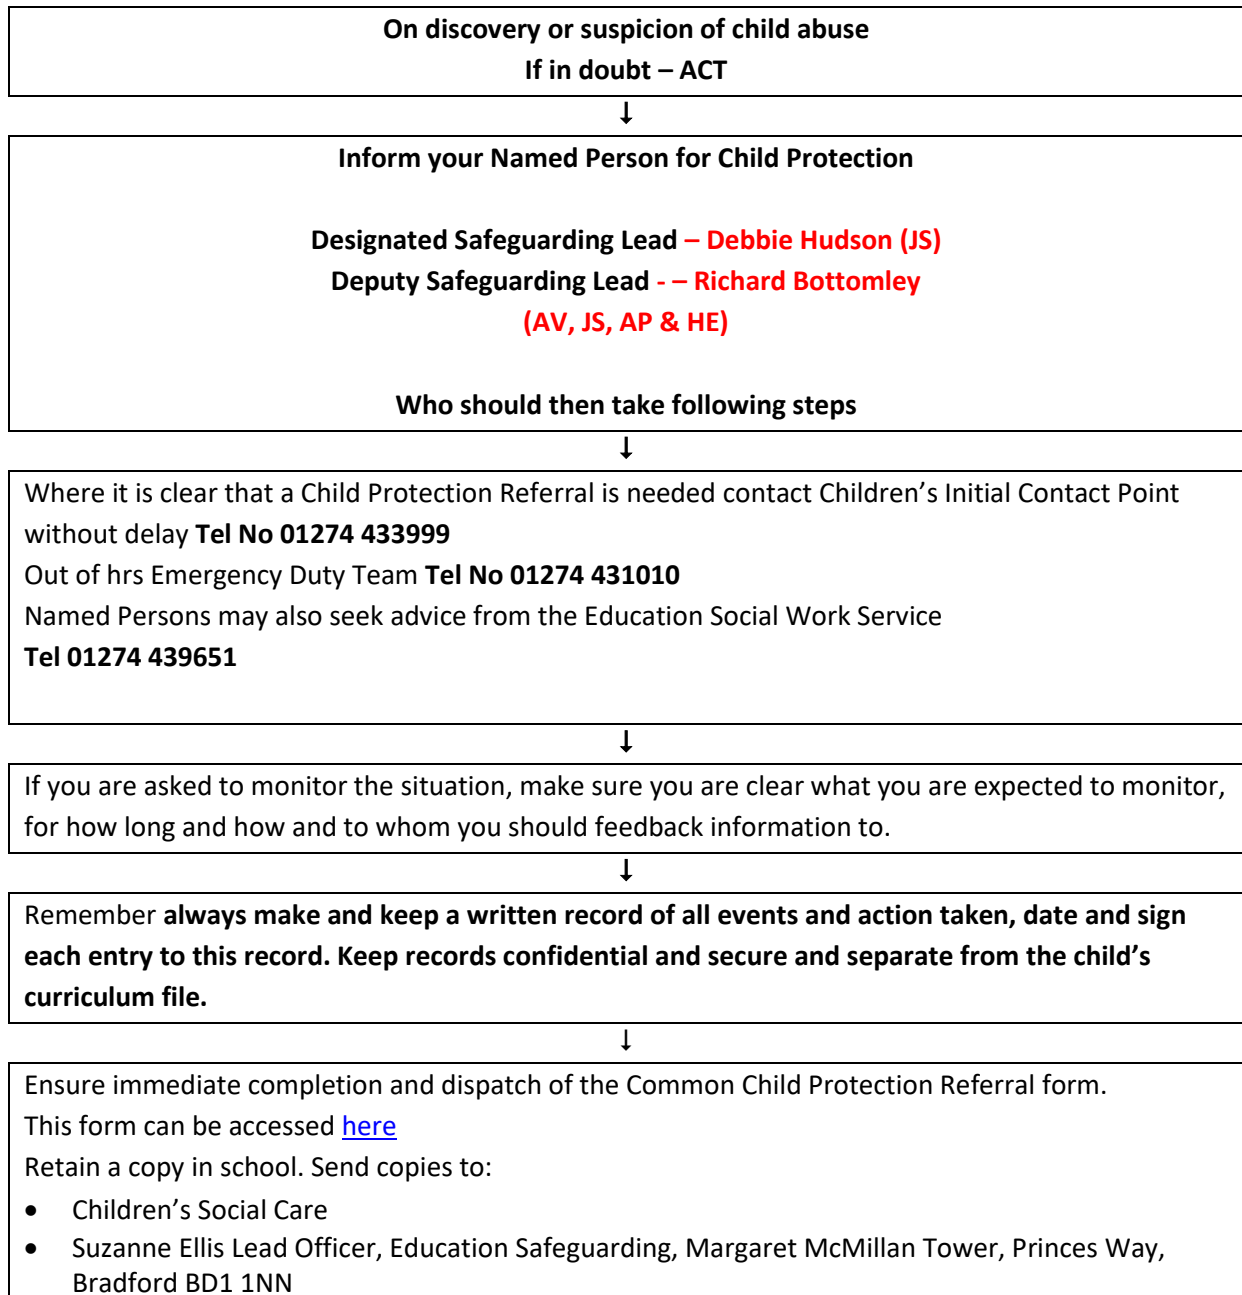 On discovery or suspicion of child abuse
If in doubt – ACT
↓
Inform your Named Person for Child Protection
Designated Safeguarding Lead – Debbie Hudson (JS)
Deputy Safeguarding Lead - – Richard Bottomley
(AV, JS, AP & HE)
Who should then take following steps
↓
Where it is clear that a Child Protection Referral is needed contact Children’s Initial Contact Point
without delay Tel No 01274 433999
Out of hrs Emergency Duty Team Tel No 01274 431010
Named Persons may also seek advice from the Education Social Work Service
Tel 01274 439651
↓
If you are asked to monitor the situation, make sure you are clear what you are expected to monitor,
for how long and how and to whom you should feedback information to.
↓
Remember always make and keep a written record of all events and action taken, date and sign
each entry to this record. Keep records confidential and secure and separate from the child’s
curriculum file.
↓
Ensure immediate completion and dispatch of the Common Child Protection Referral form.
This form can be accessed here
Retain a copy in school. Send copies to:
• Children’s Social Care
• Suzanne Ellis Lead Officer, Education Safeguarding, Margaret McMillan Tower, Princes Way,
Bradford BD1 1NN